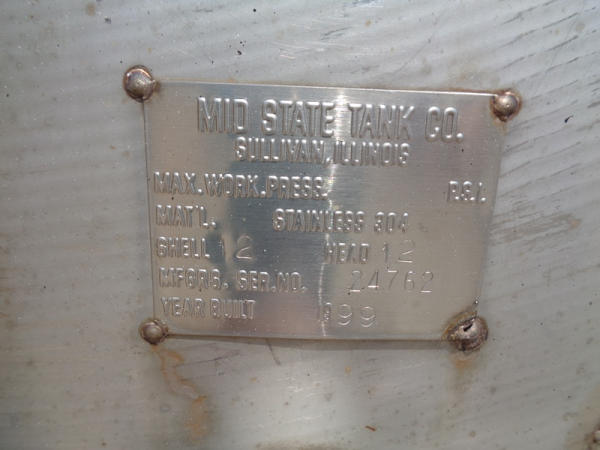 MID STATE TANK CO.
SULLIVAN, ILLINOIS
MAX. WORK. PRESS. P.S.I.
MAT'L. STAINLESS 304
SHELL 12 HEAD 12
MFGRS. SER. NO. 24762
YEAR BUILT 1999